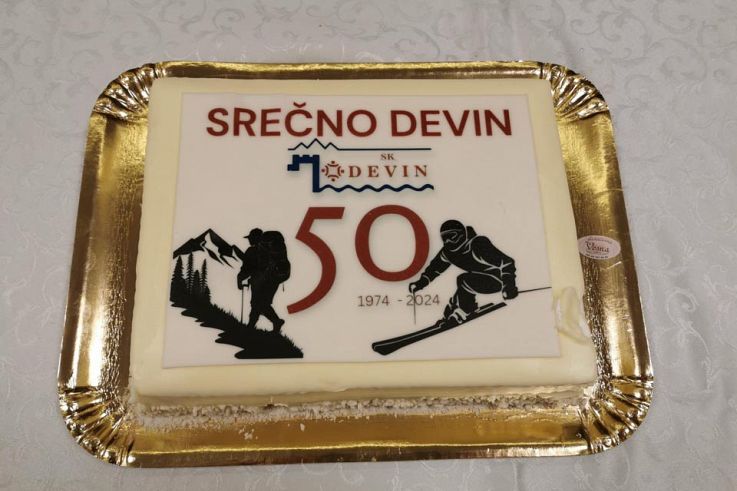 SREČNO DEVIN
SK
DEVIN
50
1974 - 2024